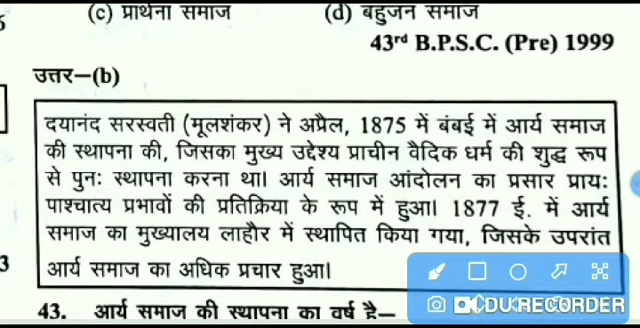 (c) प्रार्थना समाज (d) बहुजन समाज
43rd B.P.S.C. (Pre) 1999
उत्तर—(b)
दयानंद सरस्वती (मूलशंकर) ने अप्रैल, 1875 में बंबई में आर्य समाज
की स्थापना की, जिसका मुख्य उद्देश्य प्राचीन वैदिक धर्म की शुद्ध रूप
से पुनः स्थापना करना था। आर्य समाज आंदोलन का प्रसार प्रायः
पाश्चात्य प्रभावों की प्रतिक्रिया के रूप में हुआ। 1877 ई. में आर्य
समाज का मुख्यालय लाहौर में स्थापित किया गया, जिसके उपरांत
3
आर्य समाज का अधिक प्रचार हुआ।
43. आर्य समाज की स्थापना का वर्ष है—
DU RECORDER